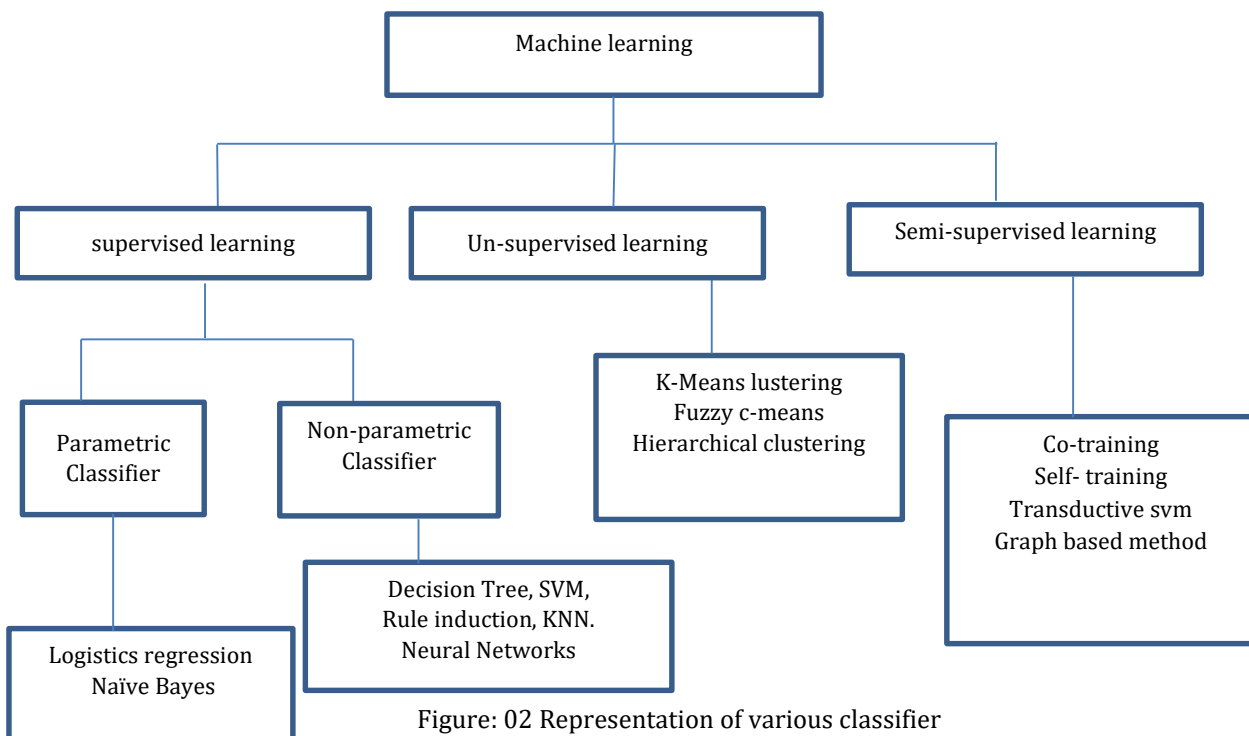 Machine learning
supervised learning
Un-supervised learning
Semi-supervised learning
Parametric
Classifier
Non-parametric
Classifier
K-Means lustering
Fuzzy c-means
Hierarchical clustering
Co-training
Self- training
Transductive svm
Graph based method
Logistics regression
Naïve Bayes
Decision Tree, SVM,
Rule induction, KNN.
Neural Networks
Figure: 02 Representation of various classifier